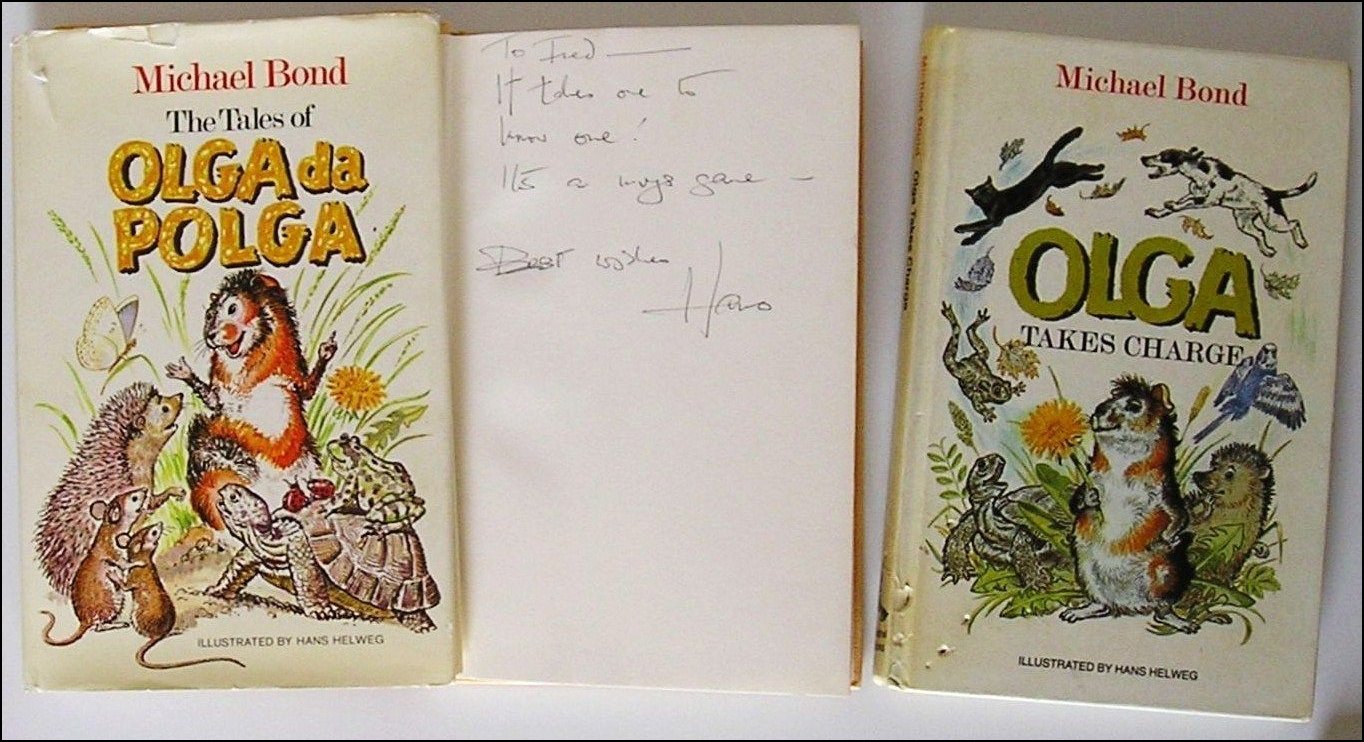 Michael Bond
The Tales of
OLGA da
POLGA
ILLUSTRATED BY HANS HELWEG
To Fred —
It takes one to
know one!
It's a mugs game —
Best wishes
Hans
Michael Bond
OLGA
TAKES CHARGE
ILLUSTRATED BY HANS HELWEG
Olga Takes Charge